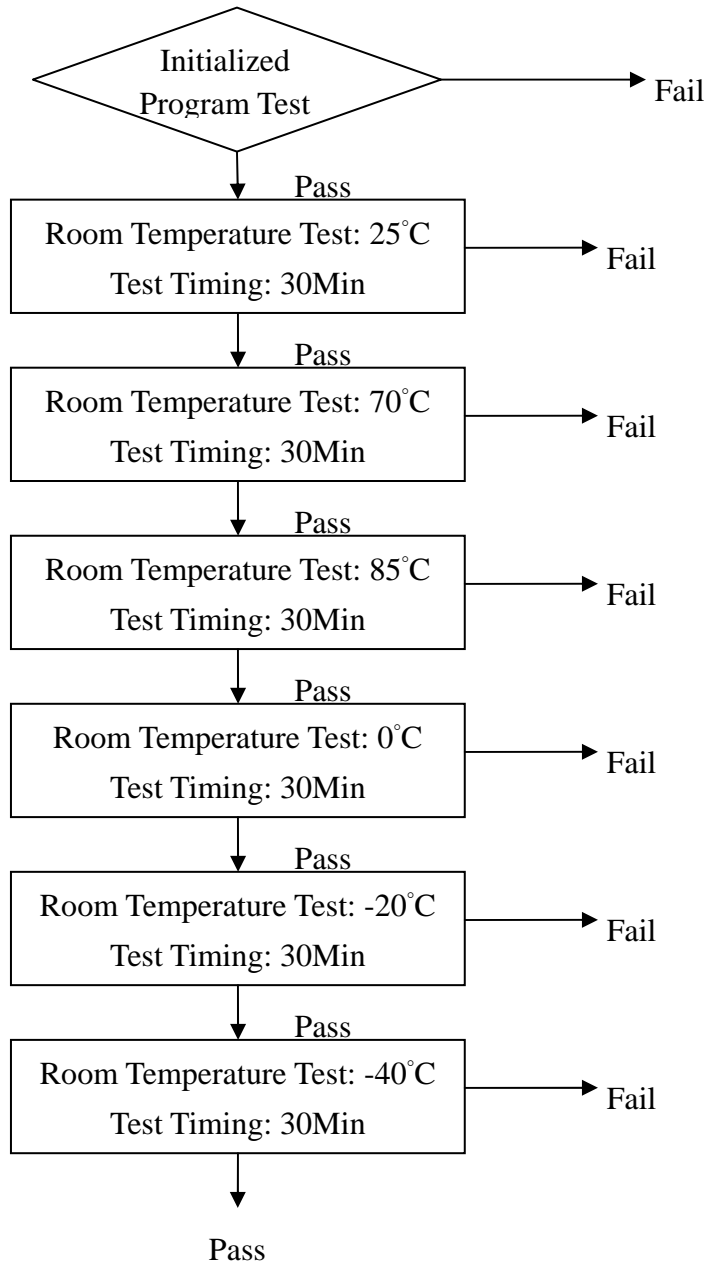 Initialized
Program Test
Fail
Pass
Room Temperature Test: 25°C
Test Timing: 30Min
Fail
Pass
Room Temperature Test: 70°C
Test Timing: 30Min
Fail
Pass
Room Temperature Test: 85°C
Test Timing: 30Min
Fail
Pass
Room Temperature Test: 0°C
Test Timing: 30Min
Fail
Pass
Room Temperature Test: -20°C
Test Timing: 30Min
Fail
Pass
Room Temperature Test: -40°C
Test Timing: 30Min
Fail
Pass